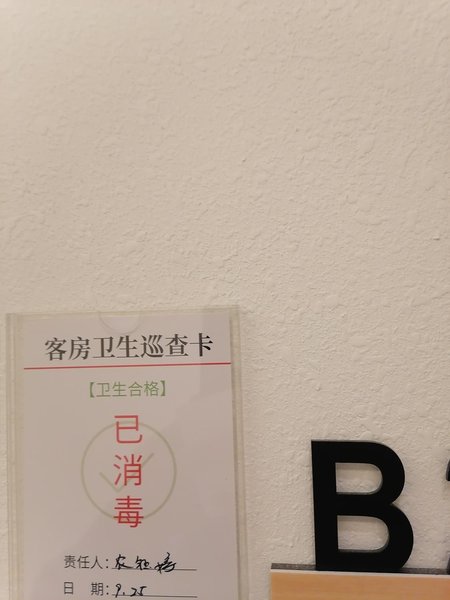 客房卫生巡查卡
【卫生合格】
已
消
毒
责任人:
日 期:9.25
B